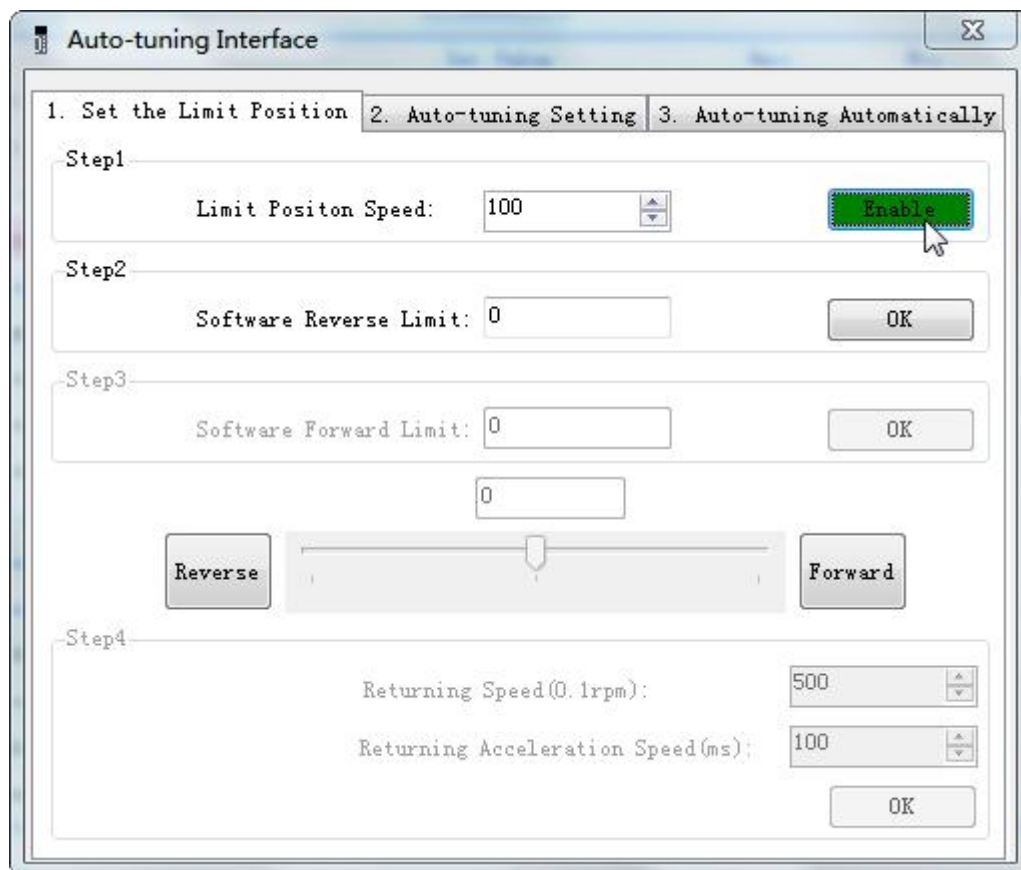 Auto-tuning Interface
1. Set the Limit Position 2. Auto-tuning Setting 3. Auto-tuning Automatically
Step1
Limit Positon Speed: 100 Enable
Step2
Software Reverse Limit: 0 OK
Step3
Software Forward Limit: 0 OK
0
Reverse Forward
Step4
Returning Speed(0.1rpm): 500
Returning Acceleration Speed(ms): 100
OK